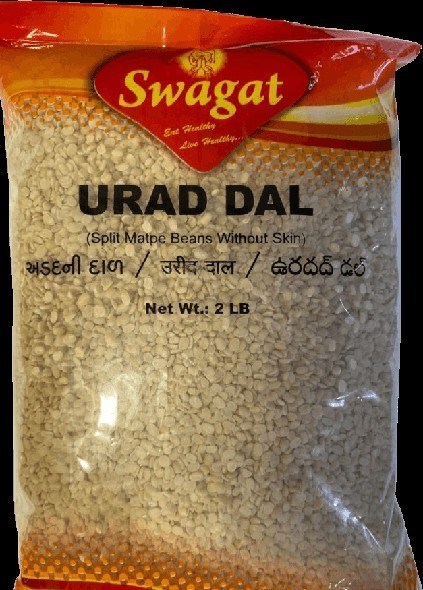 Swagat
Eat Healthy
Live Healthy...
URAD DAL
(Split Matpe Beans Without Skin)
અડદની દાળ / उरीद दाल / ఉరదద్ డల్
Net Wt.: 2 LB